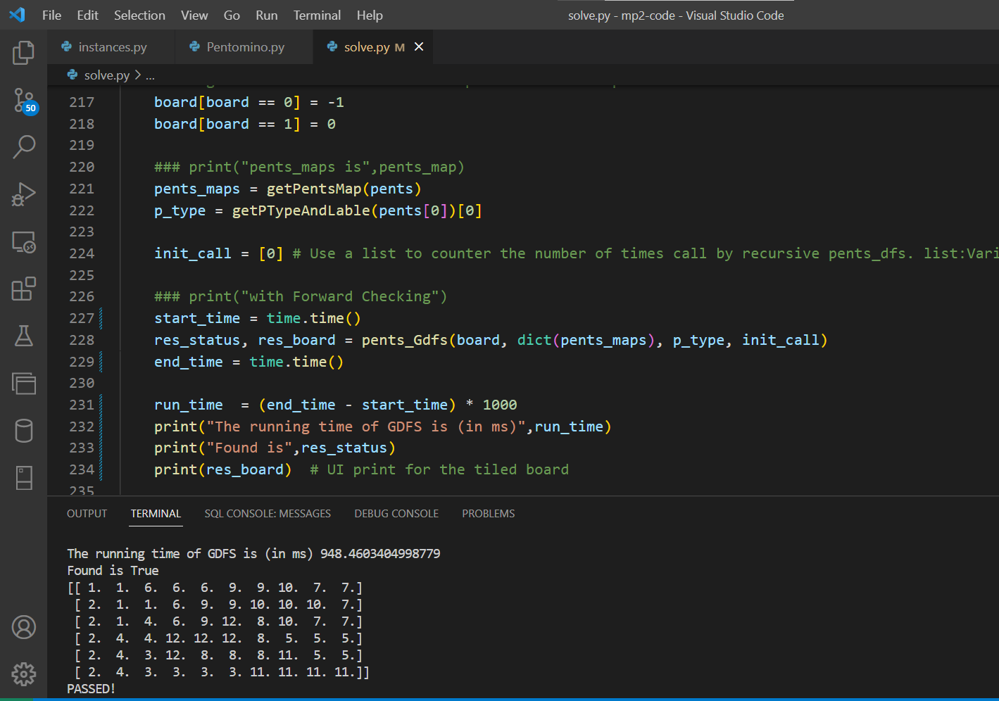 File Edit Selection View Go Run Terminal Help solve.py - mp2-code - Visual Studio Code
instances.py Pentomino.py solve.py M
solve.py > ...
50
217 board[board == 0] = -1
218 board[board == 1] = 0
219
220 ### print("pents_maps is",pents_map)
221 pents_maps = getPentsMap(pents)
222 p_type = getPTypeAndLable(pents[0])[0]
223
224 init_call = [0] # Use a list to counter the number of times call by recursive pents_dfs. list:Vari
225
226 ### print("with Forward Checking")
227 start_time = time.time()
228 res_status, res_board = pents_Gdfs(board, dict(pents_maps), p_type, init_call)
229 end_time = time.time()
230
231 run_time  = (end_time - start_time) * 1000
232 print("The running time of GDFS is (in ms)",run_time)
233 print("Found is",res_status)
234 print(res_board)  # UI print for the tiled board
235
OUTPUT TERMINAL SQL CONSOLE: MESSAGES DEBUG CONSOLE PROBLEMS
The running time of GDFS is (in ms) 948.4603404998779
Found is True
[[ 1.  1.  6.  6.  6.  9.  9. 10.  7.  7.]
 [ 2.  1.  1.  6.  9.  9. 10. 10. 10.  7.]
 [ 2.  1.  4.  6.  9. 12.  8. 10.  7.  7.]
 [ 2.  4.  4. 12. 12. 12.  8.  5.  5.  5.]
 [ 2.  4.  3. 12.  8.  8.  8. 11.  5.  5.]
 [ 2.  4.  3.  3.  3.  3. 11. 11. 11. 11.]]
PASSED!